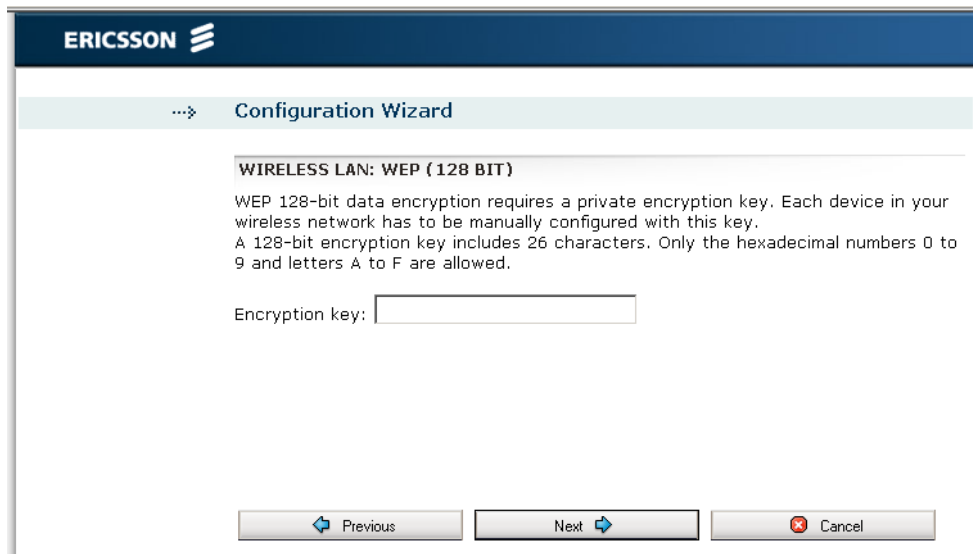 ERICSSON
Configuration Wizard
WIRELESS LAN: WEP (128 BIT)
WEP 128-bit data encryption requires a private encryption key. Each device in your
wireless network has to be manually configured with this key.
A 128-bit encryption key includes 26 characters. Only the hexadecimal numbers 0 to
9 and letters A to F are allowed.
Encryption key:
Previous Next Cancel